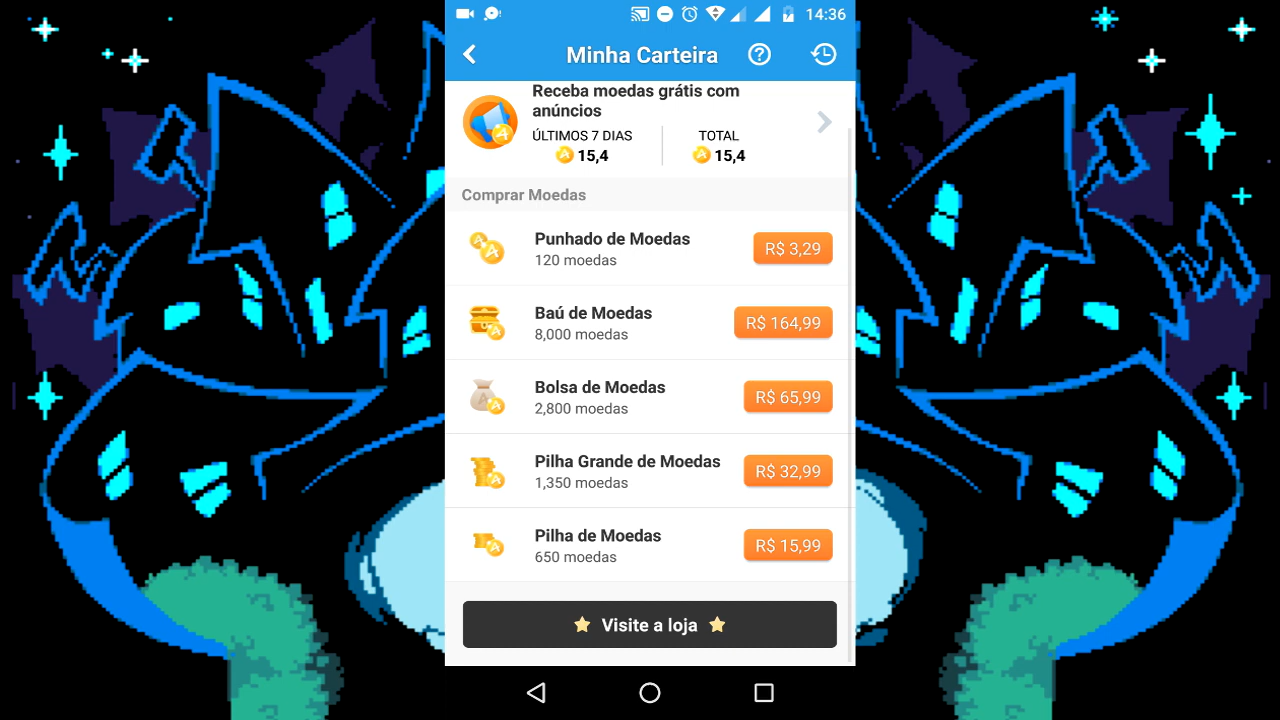 14:36
Minha Carteira
Receba moedas grátis com
anúncios
ÚLTIMOS 7 DIAS TOTAL
15,4 15,4
Comprar Moedas
Punhado de Moedas
120 moedas
R$ 3,29
Baú de Moedas
8,000 moedas
R$ 164,99
Bolsa de Moedas
2,800 moedas
R$ 65,99
Pilha Grande de Moedas
1,350 moedas
R$ 32,99
Pilha de Moedas
650 moedas
R$ 15,99
Visite a loja